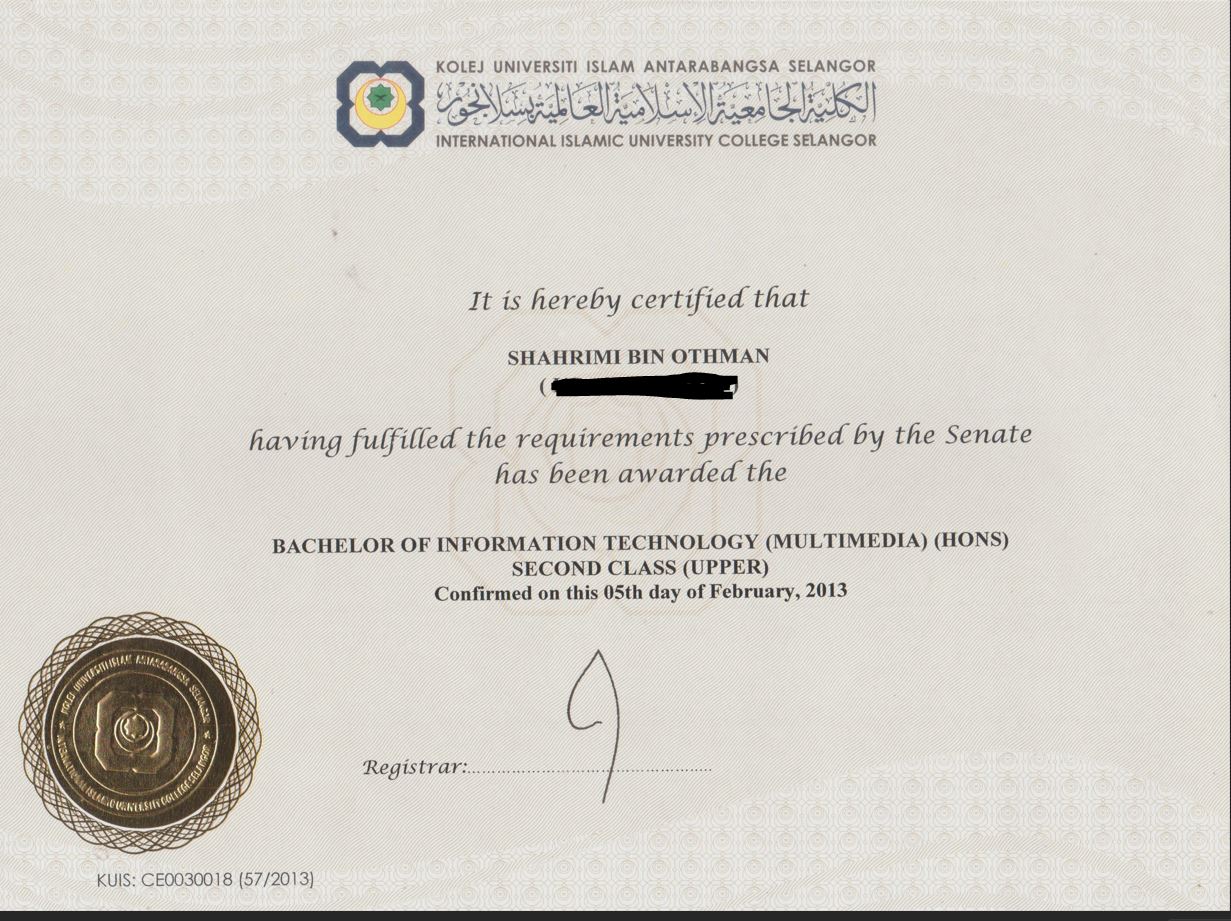 KOLEJ UNIVERSITI ISLAM ANTARABANGSA SELANGOR
الكلية الجامعية الإسلامية العالمية بسلانجور
INTERNATIONAL ISLAMIC UNIVERSITY COLLEGE SELANGOR
It is hereby certified that
SHAHRIMI BIN OTHMAN
(
)
having fulfilled the requirements prescribed by the Senate
has been awarded the
BACHELOR OF INFORMATION TECHNOLOGY (MULTIMEDIA) (HONS)
SECOND CLASS (UPPER)
Confirmed on this 05th day of February, 2013
KOLEJ UNIVERSITI ISLAM ANTARABANGSA SELANGOR
INTERNATIONAL ISLAMIC UNIVERSITY COLLEGE SELANGOR
Registrar:..........................................................
KUIS: CE0030018 (57/2013)